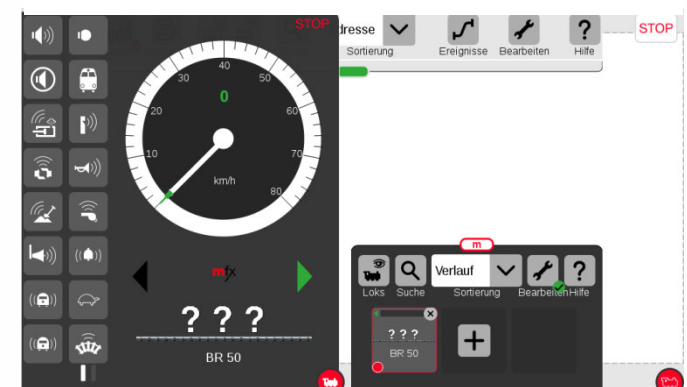 STOP
40
30
50
0
20
60
10
70
km/h
80
mfx
? ? ?
BR 50
dresse
STOP
Sortierung
Ereignisse
Bearbeiten
?
Hilfe
m
Verlauf
?
Loks
Suche
Sortierung
Bearbeiten
Hilfe
? ? ?
BR 50